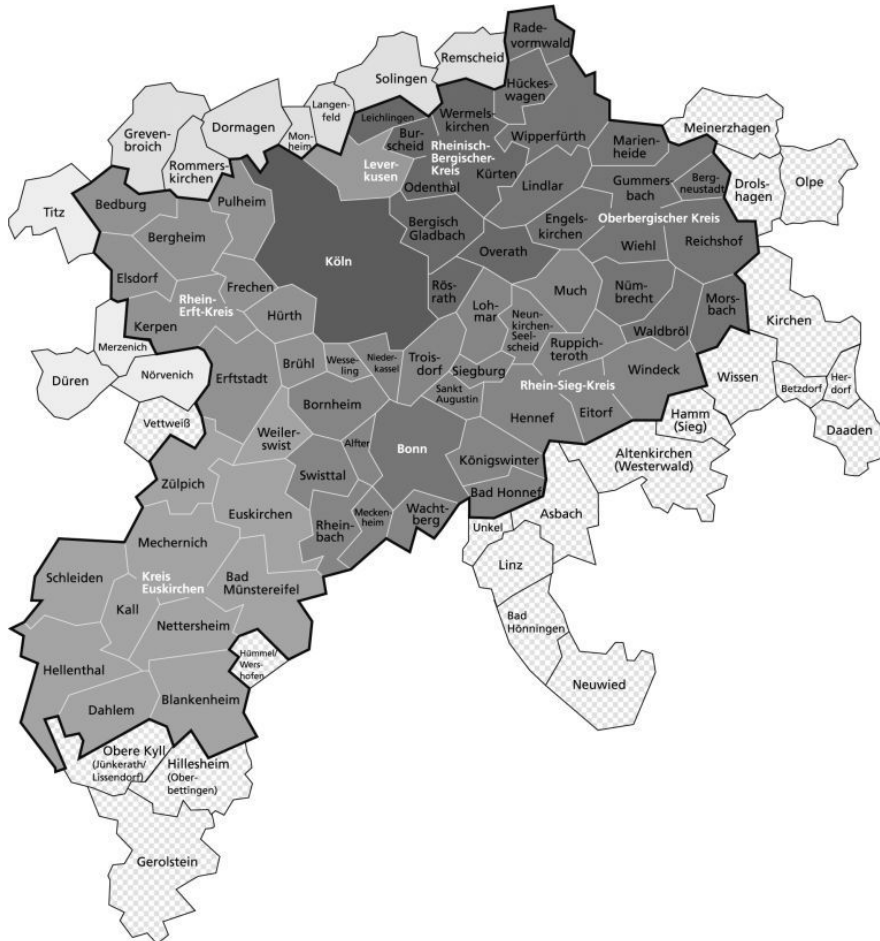 Rade-
vormwald
Remscheid
Solingen
Hückes-
wagen
Langen-
feld
Leichlingen
Wermels-
kirchen
Dormagen
Mon-
heim
Grevenbroich
Rommers-
kirchen
Bur-
scheid
Rheinisch-
Bergischer-
Kreis
Wipperfürth
Meinerzhagen
Marien-
heide
Lever-
kusen
Odenthal
Kürten
Lindlar
Gummers-
bach
Berg-
neustadt
Drols-
hagen
Olpe
Titz
Bedburg
Pulheim
Bergheim
Bergisch
Gladbach
Engels-
kirchen
Oberbergischer Kreis
Wiehl
Reichshof
Köln
Overath
Elsdorf
Frechen
Rhein-
Erft-Kreis
Hürth
Kerpen
Rös-
rath
Loh-
mar
Much
Neun-
kirchen-
Seel-
scheid
Nüm-
brecht
Mors-
bach
Waldbröl
Kirchen
Merzenich
Düren
Nörvenich
Brühl
Wesse-
ling
Nieder-
kassel
Trois-
dorf
Siegburg
Ruppich-
teroth
Erftstadt
Sankt
Augustin
Rhein-Sieg-Kreis
Windeck
Wissen
Betzdorf
Her-
dorf
Vettweiß
Bornheim
Hennef
Eitorf
Hamm
(Sieg)
Daaden
Weiler-
swist
Alfter
Bonn
Altenkirchen
(Westerwald)
Königswinter
Zülpich
Swisttal
Bad Honnef
Euskirchen
Rhein-
bach
Mecken-
heim
Wacht-
berg
Asbach
Unkel
Mechernich
Linz
Schleiden
Kreis
Euskirchen
Bad
Münstereifel
Kall
Nettersheim
Bad
Hönningen
Hümmel/
Wers-
hofen
Hellenthal
Neuwied
Blankenheim
Dahlem
Obere Kyll
(Jünkerath/
Lissendorf)
Hillesheim
(Ober-
bettingen)
Gerolstein